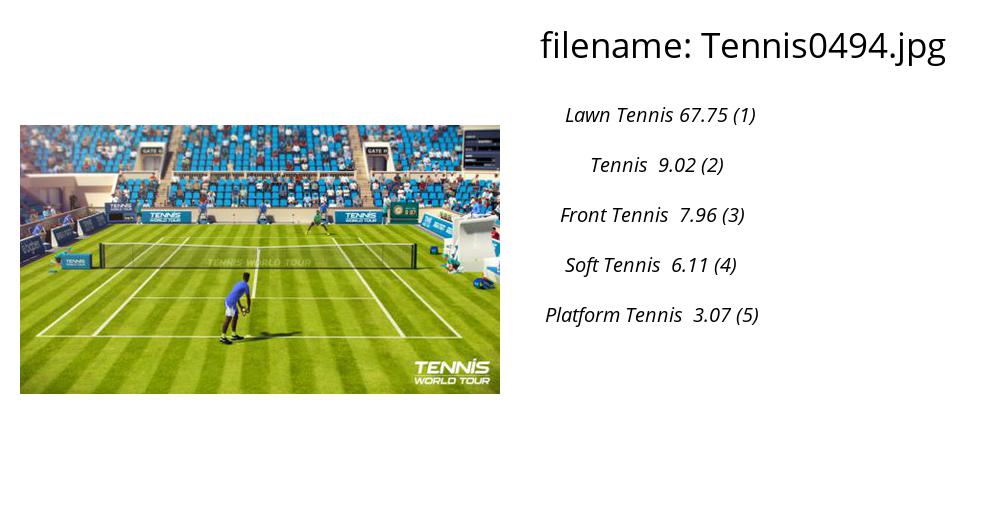 filename: Tennis0494.jpg
Lawn Tennis 67.75 (1)
Tennis 9.02 (2)
Front Tennis 7.96 (3)
Soft Tennis 6.11 (4)
Platform Tennis 3.07 (5)
GATE G
GATE H
TENNIS
WORLD TOUR
TENNIS
WORLD TOUR
TENNIS
TENNIS WORLD TOUR
TENNIS
WORLD TOUR